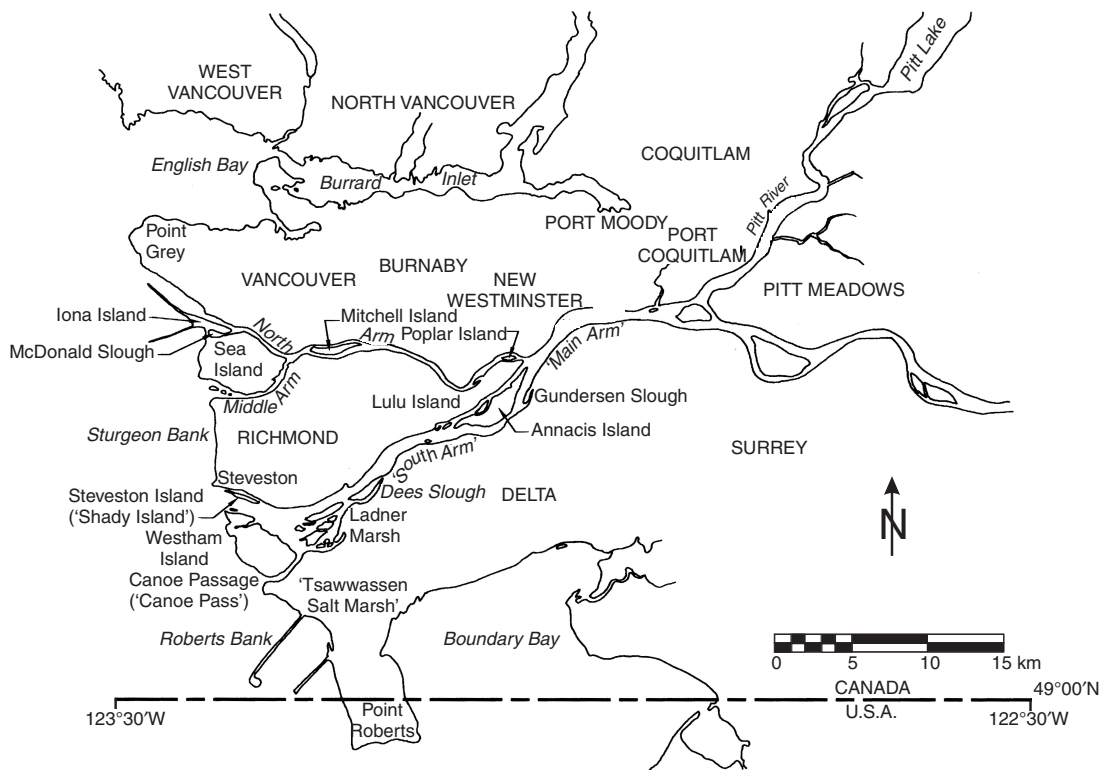 WEST
VANCOUVER
NORTH VANCOUVER
Pitt Lake
English Bay
Burrard Inlet
COQUITLAM
Pitt River
PORT MOODY
PORT
COQUITLAM
Point
Grey
VANCOUVER
BURNABY
NEW
WESTMINSTER
PITT MEADOWS
Iona Island
McDonald Slough
North Arm
Mitchell Island
Poplar Island
'Main Arm'
Sea
Island
Middle Arm
Lulu Island
Gundersen Slough
Annacis Island
Sturgeon Bank
RICHMOND
'South Arm'
SURREY
Steveston
Dees Slough
DELTA
Steveston Island
('Shady Island')
Ladner
Marsh
Westham
Island
N
Canoe Passage
('Canoe Pass')
'Tsawwassen
Salt Marsh'
Roberts Bank
Boundary Bay
0 5 10 15 km
CANADA
49°00′N
U.S.A.
123°30′W
Point
Roberts
122°30′W